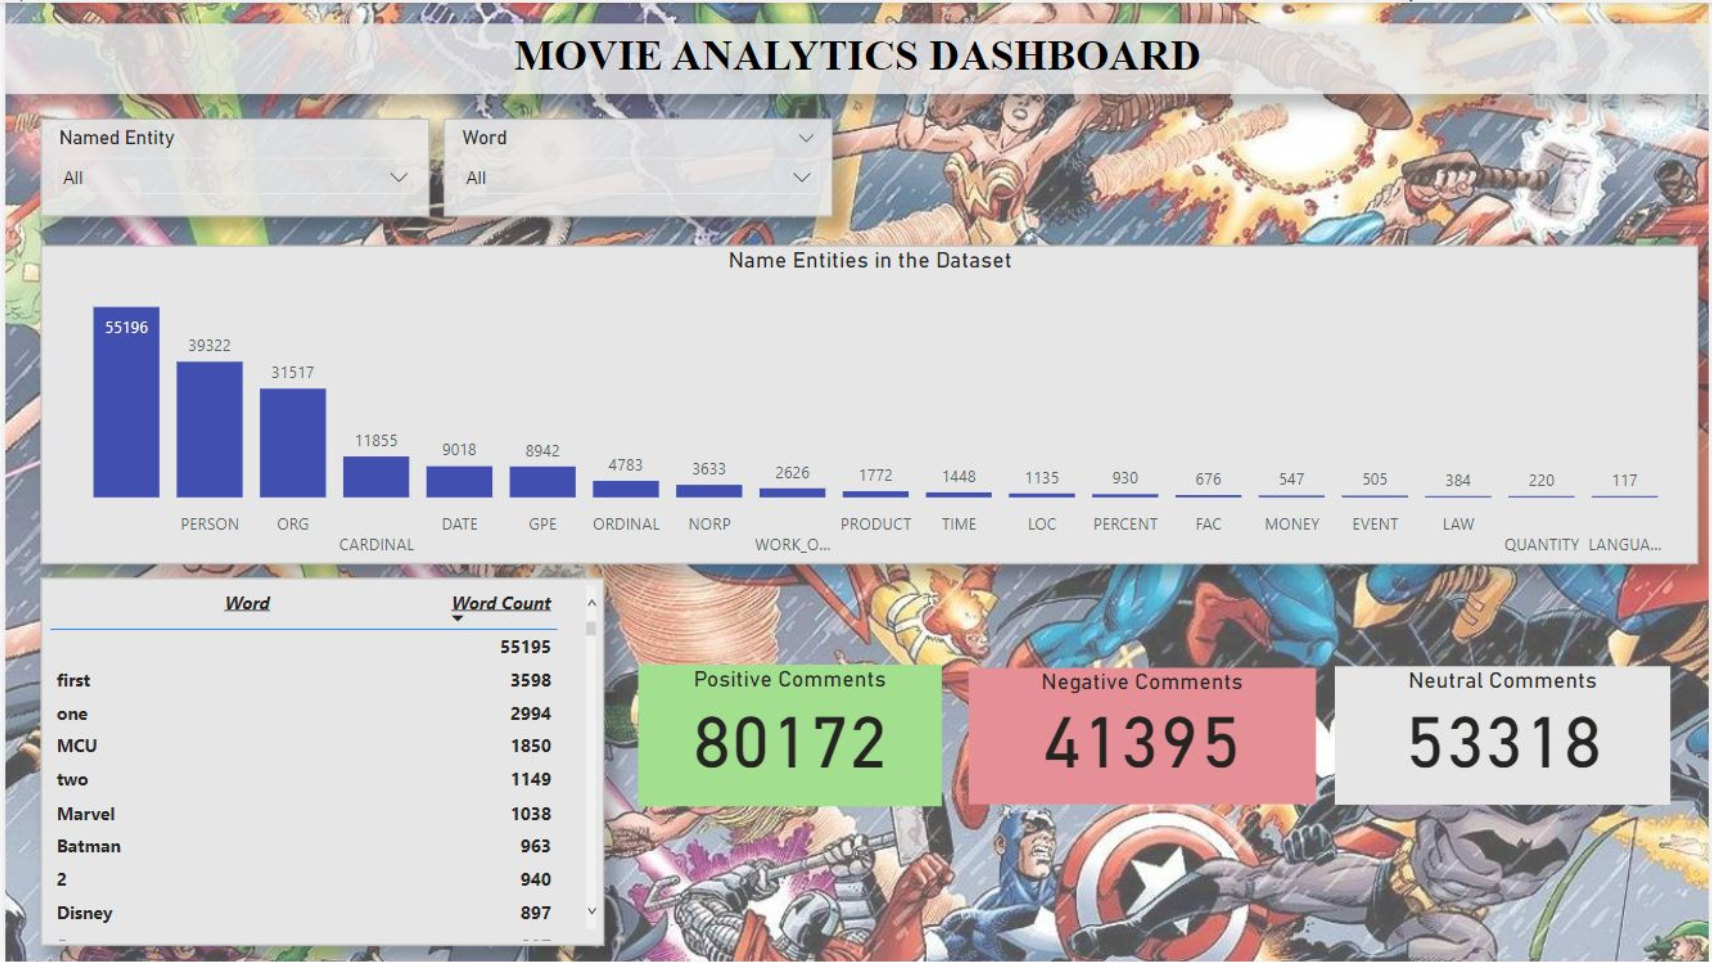 MOVIE ANALYTICS DASHBOARD
Named Entity
All
Word
All
Name Entities in the Dataset
55196
39322
31517
11855
9018
8942
4783
3633
2626
1772
1448
1135
930
676
547
505
384
220
117
PERSON
ORG
CARDINAL
DATE
GPE
ORDINAL
NORP
WORK_O...
PRODUCT
TIME
LOC
PERCENT
FAC
MONEY
EVENT
LAW
QUANTITY
LANGUA...
Word Word Count
55195
first 3598
one 2994
MCU 1850
two 1149
Marvel 1038
Batman 963
2 940
Disney 897
Positive Comments
80172
Negative Comments
41395
Neutral Comments
53318